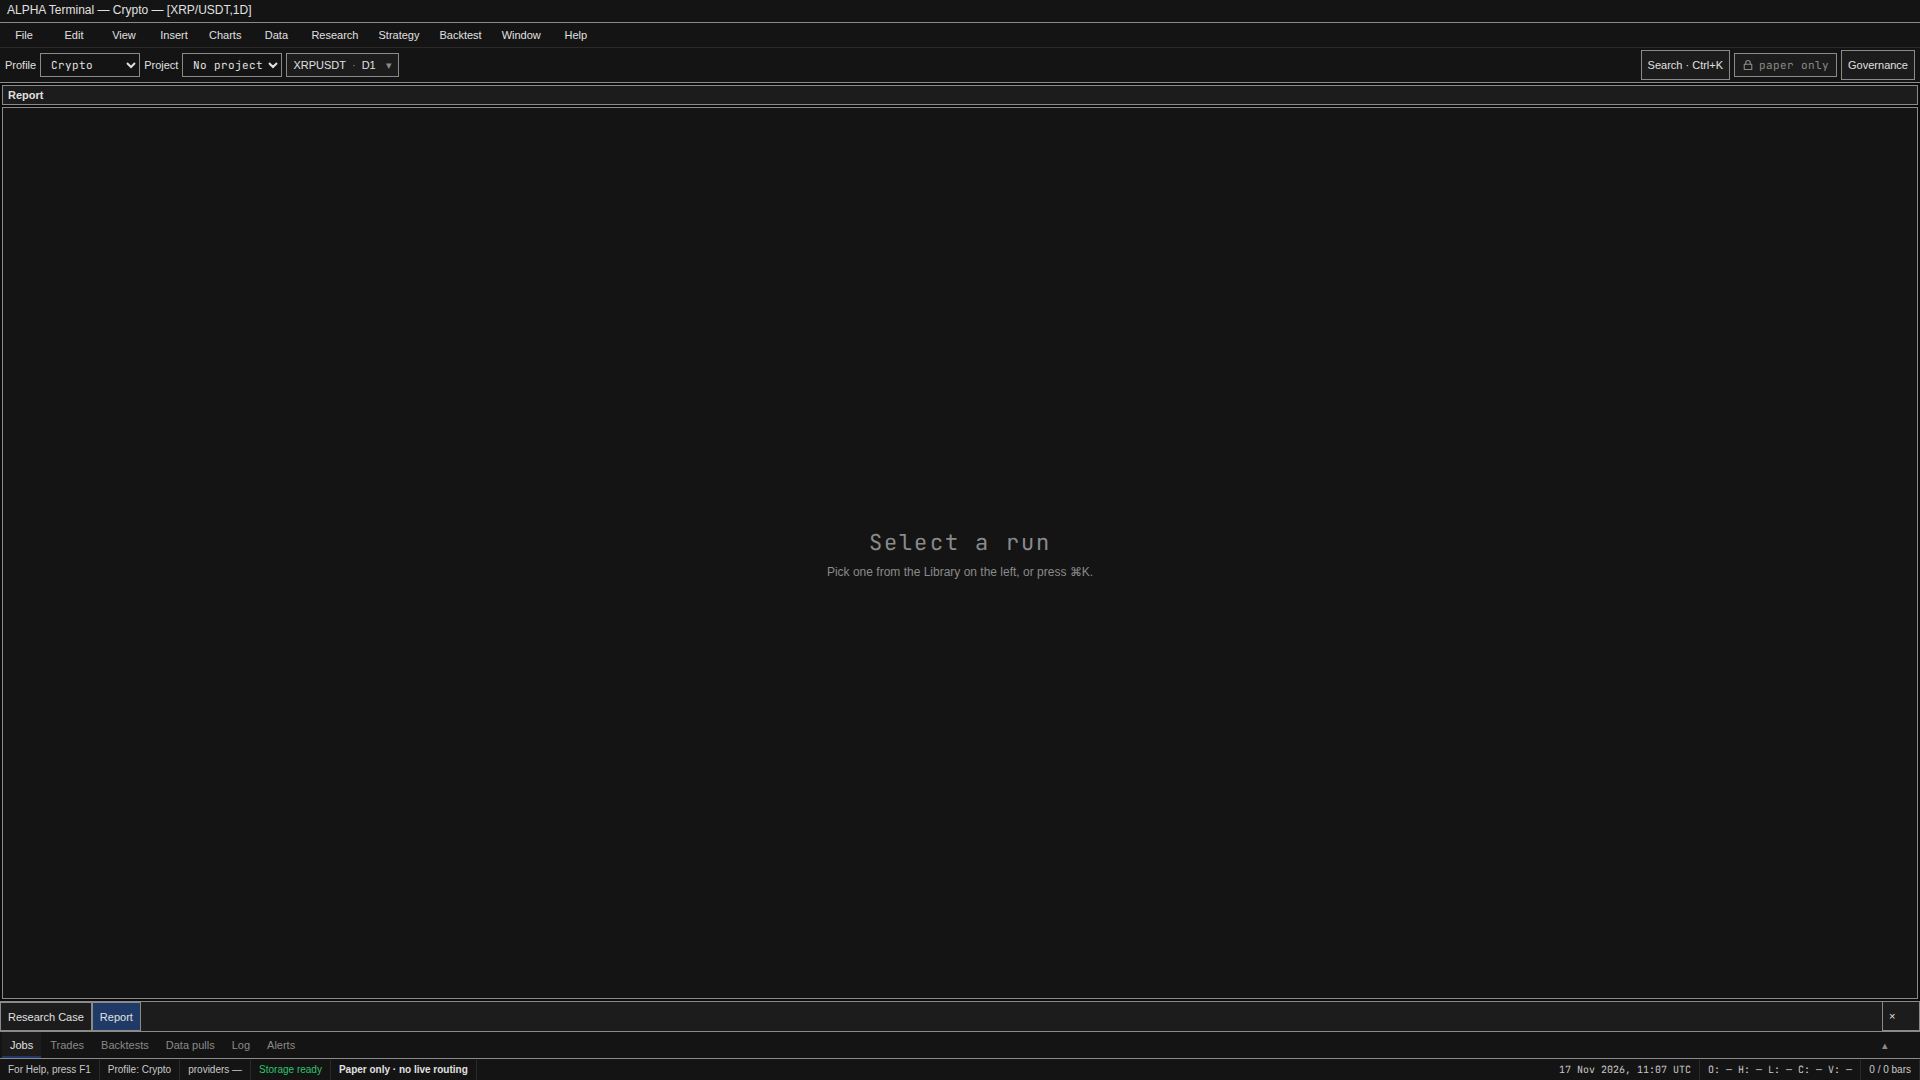 ALPHA Terminal — Crypto — [XRP/USDT,1D]
File Edit View Insert Charts Data Research Strategy Backtest Window Help
Profile Crypto Project No project XRPUSDT · D1 ▾ Search · Ctrl+K paper only Governance
Report
Select a run
Pick one from the Library on the left, or press ⌘K.
Research Case Report ×
Jobs Trades Backtests Data pulls Log Alerts ▴
For Help, press F1 Profile: Crypto providers — Storage ready Paper only · no live routing 17 Nov 2026, 11:07 UTC O: — H: — L: — C: — V: — 0 / 0 bars